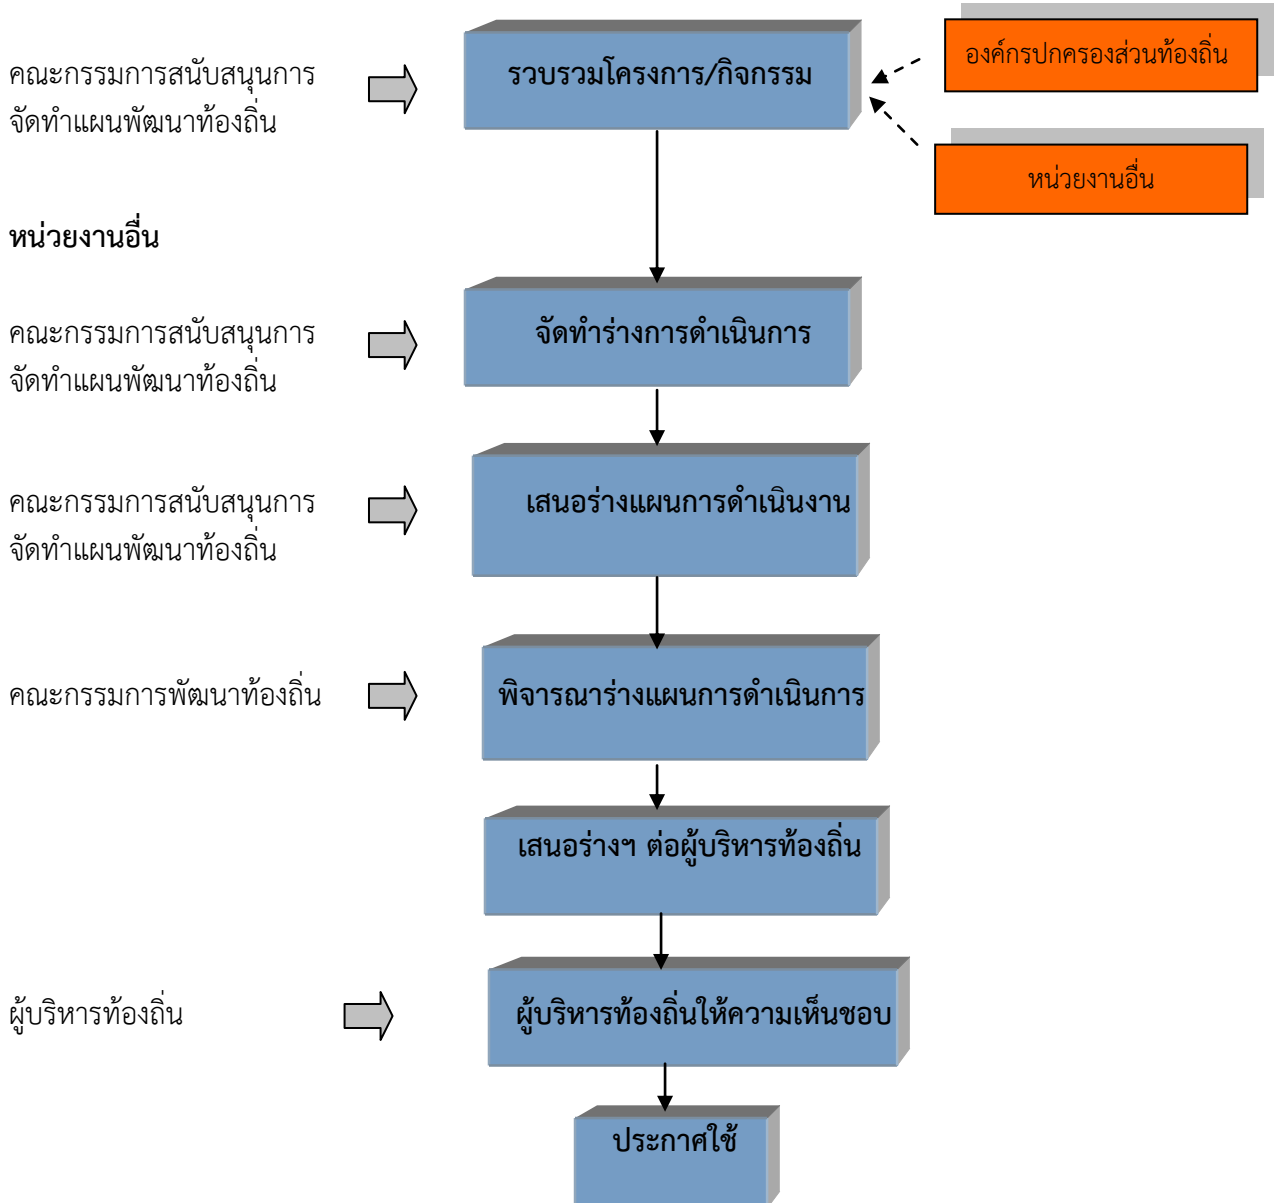 คณะกรรมการสนับสนุนการ
จัดทำแผนพัฒนาท้องถิ่น
รวบรวมโครงการ/กิจกรรม
องค์กรปกครองส่วนท้องถิ่น
หน่วยงานอื่น
หน่วยงานอื่น
คณะกรรมการสนับสนุนการ
จัดทำแผนพัฒนาท้องถิ่น
จัดทำร่างการดำเนินการ
คณะกรรมการสนับสนุนการ
จัดทำแผนพัฒนาท้องถิ่น
เสนอร่างแผนการดำเนินงาน
คณะกรรมการพัฒนาท้องถิ่น
พิจารณาร่างแผนการดำเนินการ
เสนอร่างฯ ต่อผู้บริหารท้องถิ่น
ผู้บริหารท้องถิ่น
ผู้บริหารท้องถิ่นให้ความเห็นชอบ
ประกาศใช้